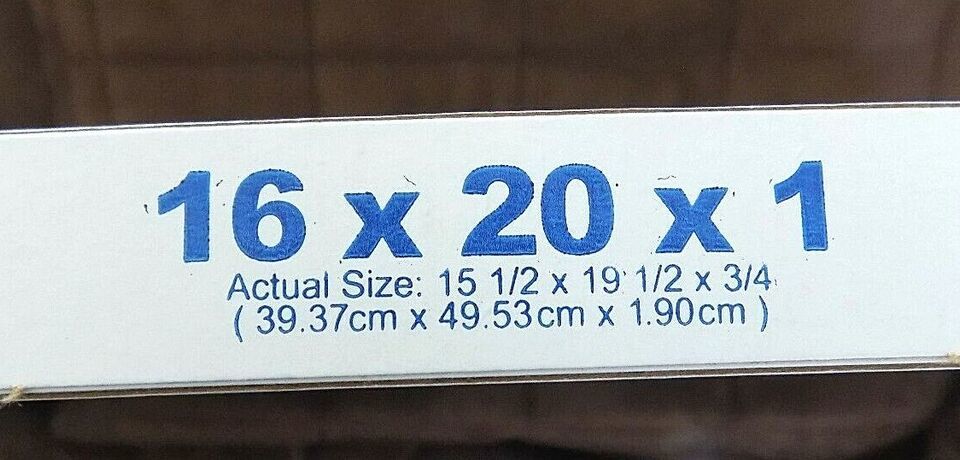 16 x 20 x 1
Actual Size: 15 1/2 x 19 1/2 x 3/4
( 39.37cm x 49.53cm x 1.90cm )